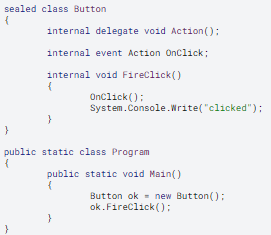 sealed class Button
{
internal delegate void Action();
internal event Action OnClick;
internal void FireClick()
{
OnClick();
System.Console.Write("clicked");
}
}
public static class Program
{
public static void Main()
{
Button ok = new Button();
ok.FireClick();
}
}